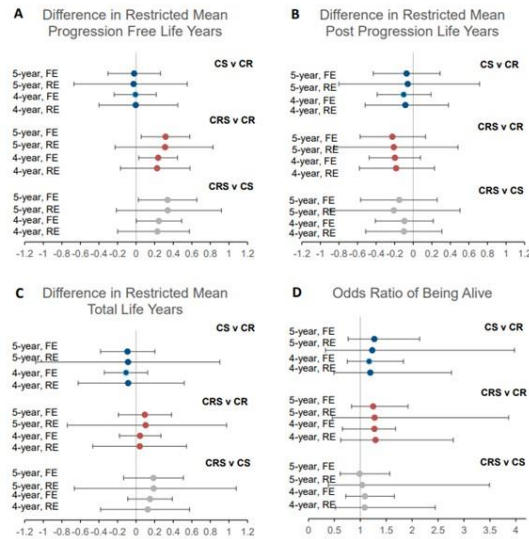 A
Difference in Restricted Mean
Progression Free Life Years
CS v CR
5-year, FE
5-year, RE
4-year, FE
4-year, RE
CRS v CR
5-year, FE
5-year, RE
4-year, FE
4-year, RE
CRS v CS
5-year, FE
5-year, RE
4-year, FE
4-year, RE
-1.2 -1 -0.8 -0.6 -0.4 -0.2 0 0.2 0.4 0.6 0.8 1 1.2
B
Difference in Restricted Mean
Post Progression Life Years
CS v CR
5-year, FE
5-year, RE
4-year, FE
4-year, RE
CRS v CR
5-year, FE
5-year, RE
4-year, FE
4-year, RE
CRS v CS
5-year, FE
5-year, RE
4-year, FE
4-year, RE
-1.2 -1 -0.8 -0.6 -0.4 -0.2 0 0.2 0.4 0.6 0.8 1 1.2
C
Difference in Restricted Mean
Total Life Years
CS v CR
5-year, FE
5-year, RE
4-year, FE
4-year, RE
CRS v CR
5-year, FE
5-year, RE
4-year, FE
4-year, RE
CRS v CS
5-year, FE
5-year, RE
4-year, FE
4-year, RE
-1.2 -1 -0.8 -0.6 -0.4 -0.2 0 0.2 0.4 0.6 0.8 1 1.2
D
Odds Ratio of Being Alive
CS v CR
5-year, FE
5-year, RE
4-year, FE
4-year, RE
CRS v CR
5-year, FE
5-year, RE
4-year, FE
4-year, RE
CRS v CS
5-year, FE
5-year, RE
4-year, FE
4-year, RE
0 0.5 1 1.5 2 2.5 3 3.5 4